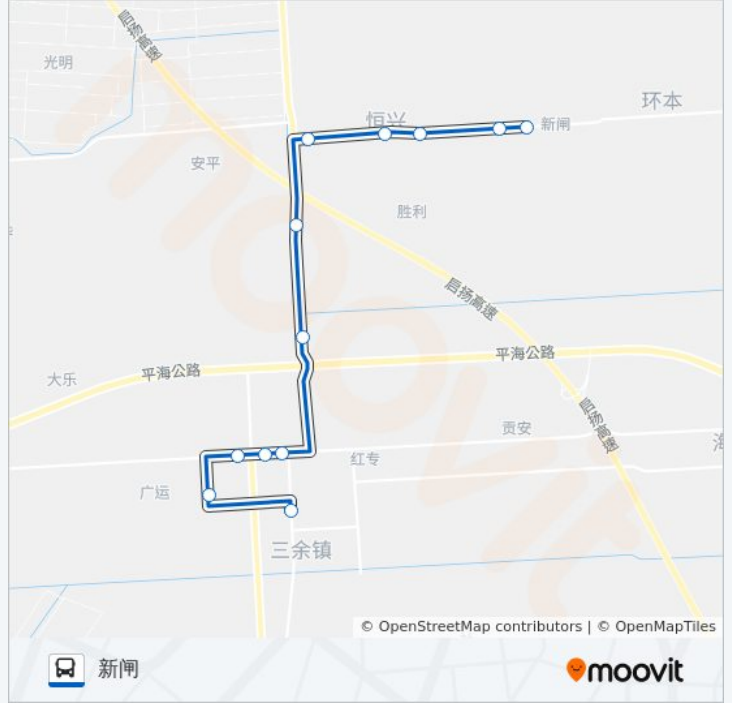 启扬高速
光明
环本
恒兴
新闸
安平
胜利
启扬高速
平海公路
平海公路
大乐
启扬高速
贡安
红专
广运
三余镇
moovit
© OpenStreetMap contributors | © OpenMapTiles
新闸
moovit